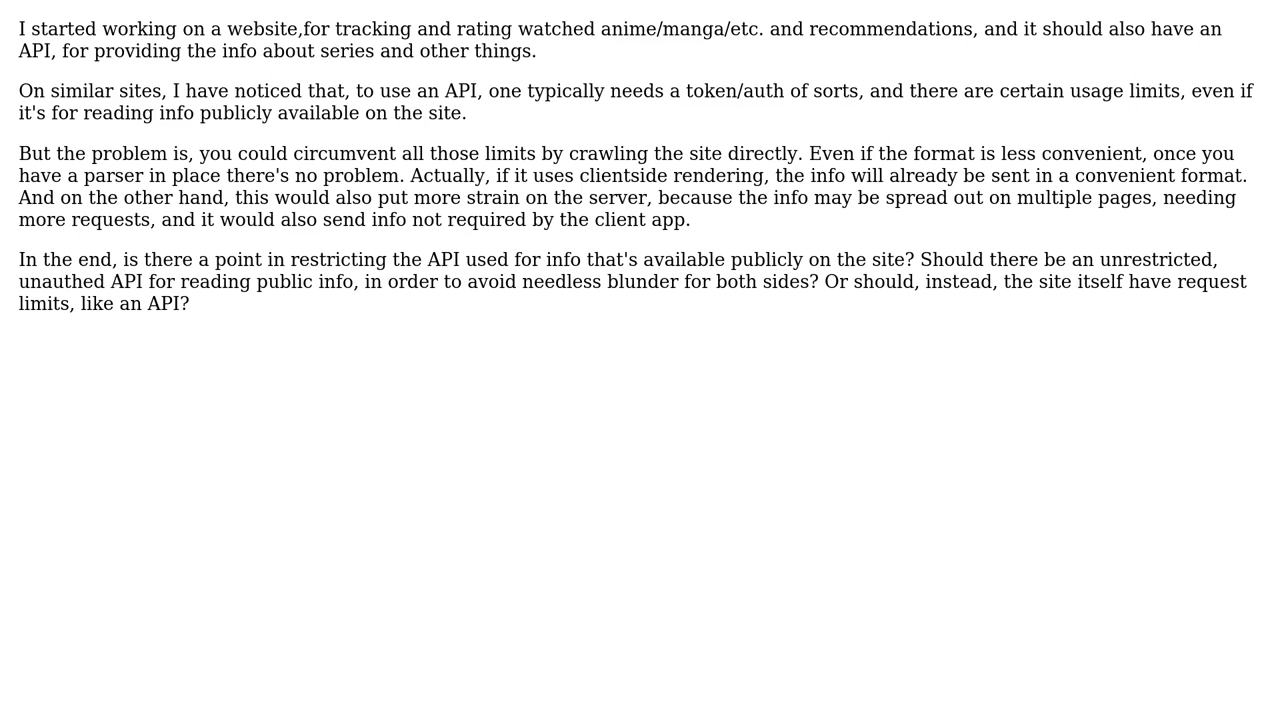 I started working on a website,for tracking and rating watched anime/manga/etc. and recommendations, and it should also have an
API, for providing the info about series and other things.
On similar sites, I have noticed that, to use an API, one typically needs a token/auth of sorts, and there are certain usage limits, even if
it's for reading info publicly available on the site.
But the problem is, you could circumvent all those limits by crawling the site directly. Even if the format is less convenient, once you
have a parser in place there's no problem. Actually, if it uses clientside rendering, the info will already be sent in a convenient format.
And on the other hand, this would also put more strain on the server, because the info may be spread out on multiple pages, needing
more requests, and it would also send info not required by the client app.
In the end, is there a point in restricting the API used for info that's available publicly on the site? Should there be an unrestricted,
unauthed API for reading public info, in order to avoid needless blunder for both sides? Or should, instead, the site itself have request
limits, like an API?